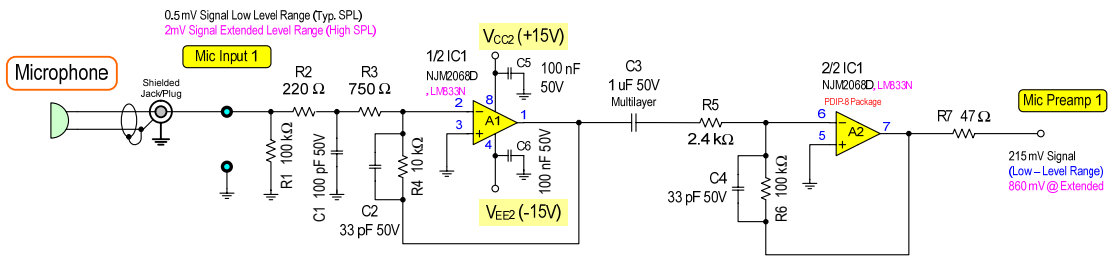 0.5 mV Signal Low Level Range (Typ. SPL)
2mV Signal Extended Level Range (High SPL)
Microphone
Shielded
Jack/Plug
Mic Input 1
R2
220 Ω
R3
750 Ω
R1 100 kΩ
C1 100 pF 50V
C2
33 pF 50V
R4 10 kΩ
1/2 IC1
NJM2068D
, LM833N
VCC2 (+15V)
C5
100 nF
50V
2
3
8
4
1
A1
C6
100 nF 50V
VEE2 (-15V)
C3
1 uF 50V
Multilayer
R5
2.4 kΩ
C4
33 pF 50V
R6 100 kΩ
2/2 IC1
NJM2068D, LM833N
PDIP-8 Package
6
5
7
A2
R7 47 Ω
Mic Preamp 1
215 mV Signal
(Low – Level Range)
860 mV @ Extended